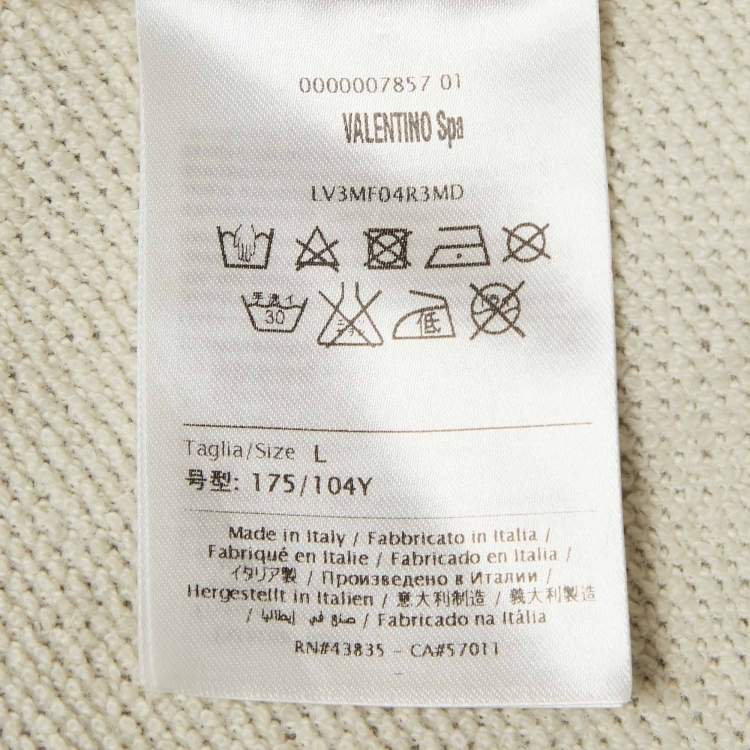 0000007857 01
VALENTINO Spa
LV3MF04R3MD
手洗イ
30
低
Taglia/Size L
号型: 175/104Y
Made in Italy / Fabbricato in Italia /
Fabriqué en Italie / Fabricado en Italia /
イタリア製 / Произведено в Италии /
Hergestellt in Italien / 意大利制造 / 義大利製造
/ صنع في إيطاليا / Fabricado na Itália
RN#43835 - CA#57011